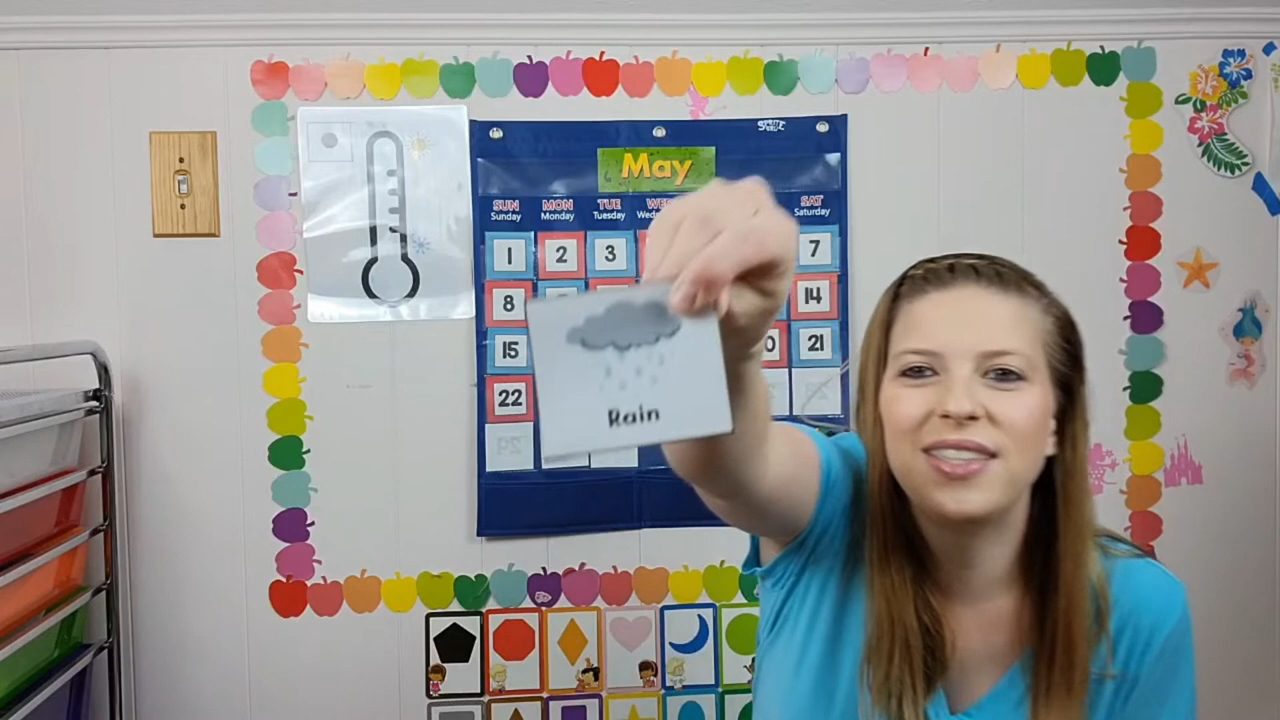 May
SUN MON TUE SAT
Sunday Monday Tuesday Saturday
1 2 3 7
8 14
15 21
22
Rain